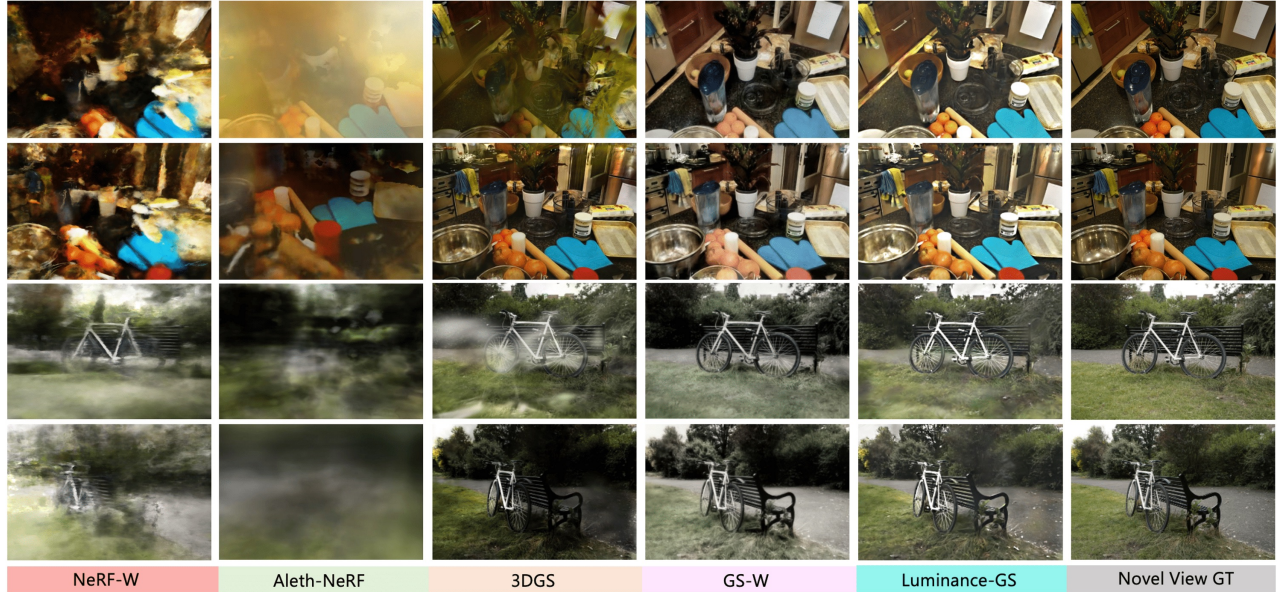 NeRF-W
Aleth-NeRF
3DGS
GS-W
Luminance-GS
Novel View GT